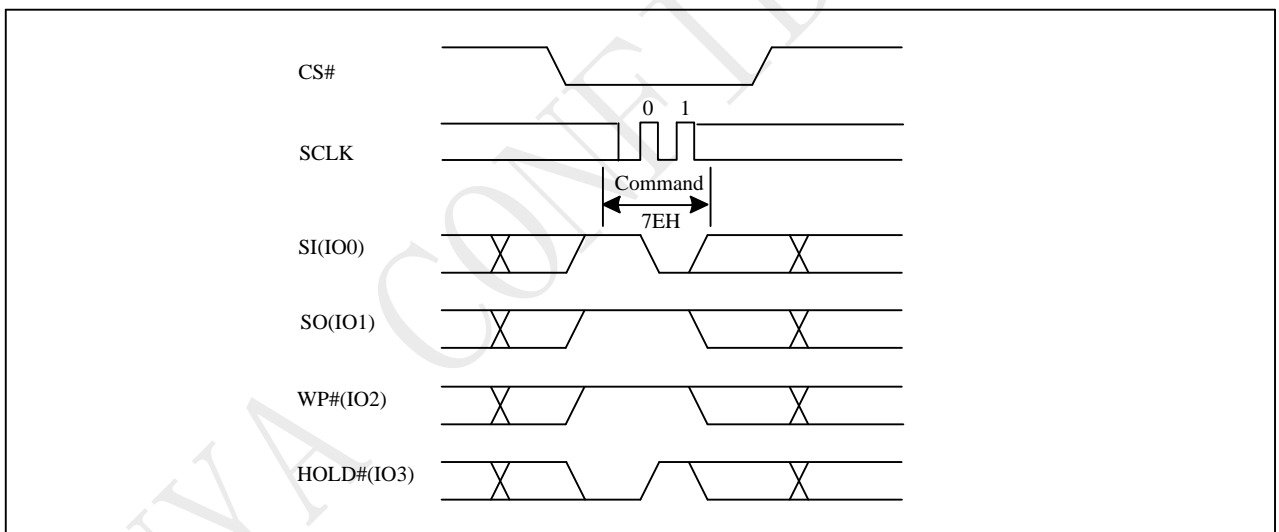 CS#
0 1
SCLK
Command
7EH
SI(IO0)
SO(IO1)
WP#(IO2)
HOLD#(IO3)